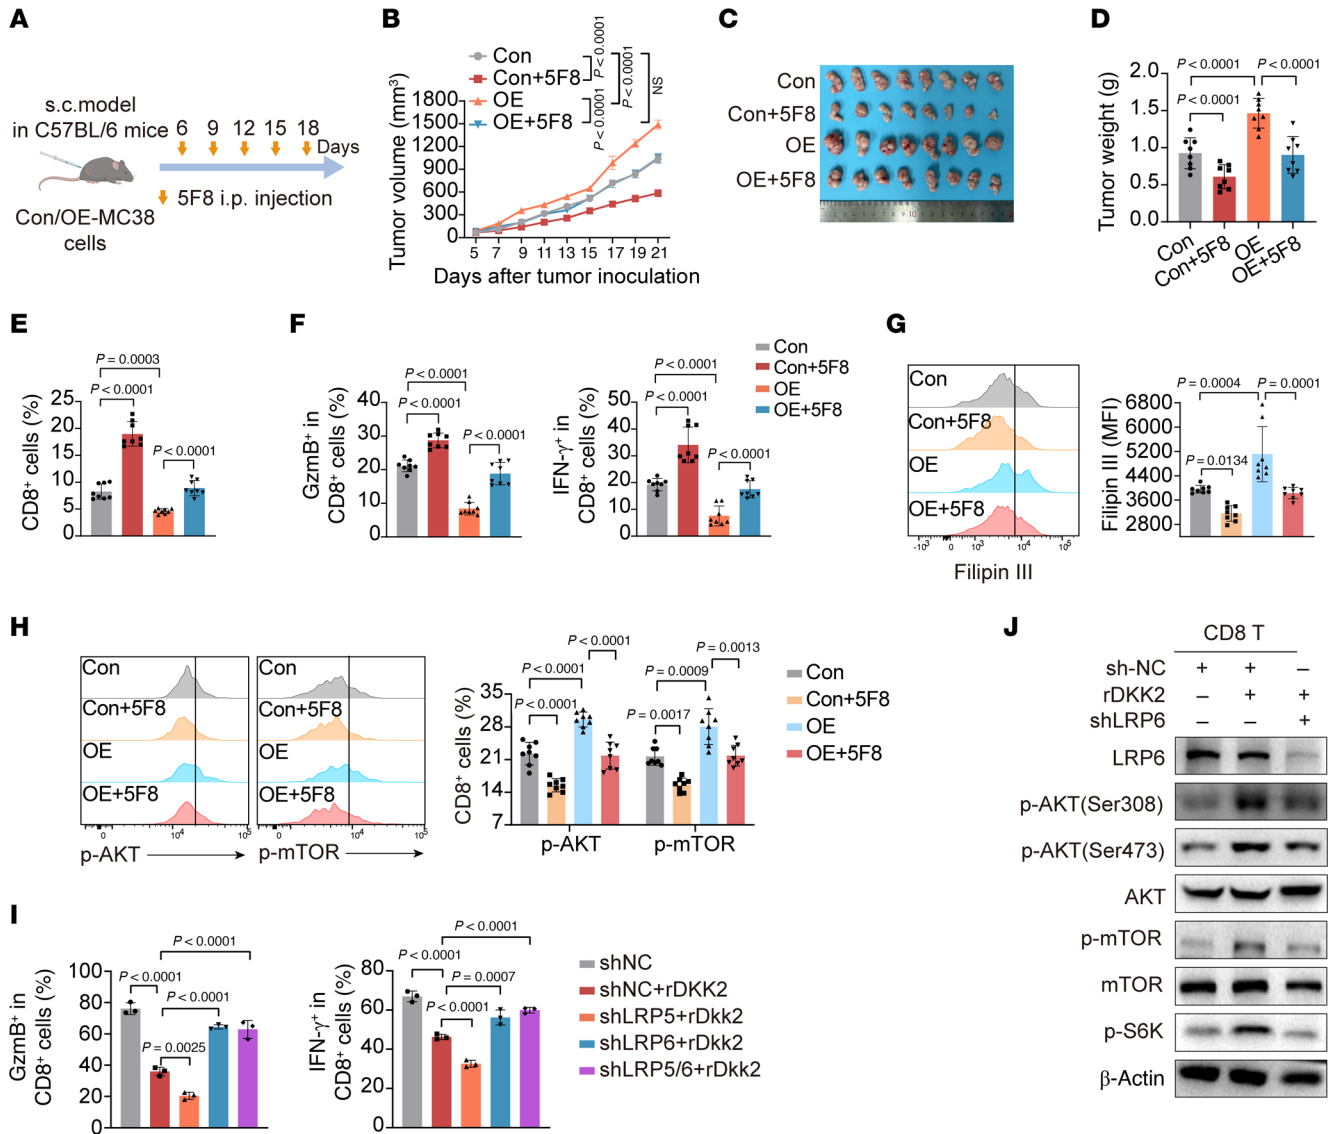 A
s.c.model
in C57BL/6 mice
6 9 12 15 18
Days
5F8 i.p. injection
Con/OE-MC38
cells
B
Con
Con+5F8
OE
OE+5F8
P < 0.0001
P < 0.0001
P < 0.0001
NS
Tumor volume (mm³)
1800
1500
1200
900
600
300
0
5 7 9 11 13 15 17 19 21
Days after tumor inoculation
C
Con
Con+5F8
OE
OE+5F8
D
P < 0.0001 P < 0.0001
P < 0.0001
Tumor weight (g)
2.0
1.5
1.0
0.5
0.0
Con
Con+5F8
OE
OE+5F8
E
P = 0.0003
P < 0.0001
P < 0.0001
CD8⁺ cells (%)
25
20
15
10
5
0
F
P < 0.0001
P < 0.0001
P < 0.0001
GzmB⁺ in
CD8⁺ cells (%)
40
30
20
10
0
P < 0.0001
P < 0.0001
P < 0.0001
IFN-γ⁺ in
CD8⁺ cells (%)
50
40
30
20
10
0
Con
Con+5F8
OE
OE+5F8
G
Con
Con+5F8
OE
OE+5F8
-10³ 0 10³ 10⁴ 10⁵
Filipin III
P = 0.0004 P = 0.0001
P = 0.0134
Filipin III (MFI)
6800
6000
5200
4400
3600
2800
H
Con
Con+5F8
OE
OE+5F8
0 10⁴ 10⁵
p-AKT
Con
Con+5F8
OE
OE+5F8
0 10⁴ 10⁵
p-mTOR
P < 0.0001
P < 0.0001
P < 0.0001
P = 0.0013
P = 0.0009
P = 0.0017
CD8⁺ cells (%)
35
28
21
14
7
p-AKT p-mTOR
Con
Con+5F8
OE
OE+5F8
I
P < 0.0001
P < 0.0001
P < 0.0001
P = 0.0025
GzmB⁺ in
CD8⁺ cells (%)
100
80
60
40
20
0
P < 0.0001
P < 0.0001
P = 0.0007
P < 0.0001
IFN-γ⁺ in
CD8⁺ cells (%)
80
60
40
20
0
shNC
shNC+rDKK2
shLRP5+rDkk2
shLRP6+rDkk2
shLRP5/6+rDkk2
J
CD8 T
sh-NC + + –
rDKK2 – + +
shLRP6 – – +
LRP6
p-AKT(Ser308)
p-AKT(Ser473)
AKT
p-mTOR
mTOR
p-S6K
β-Actin